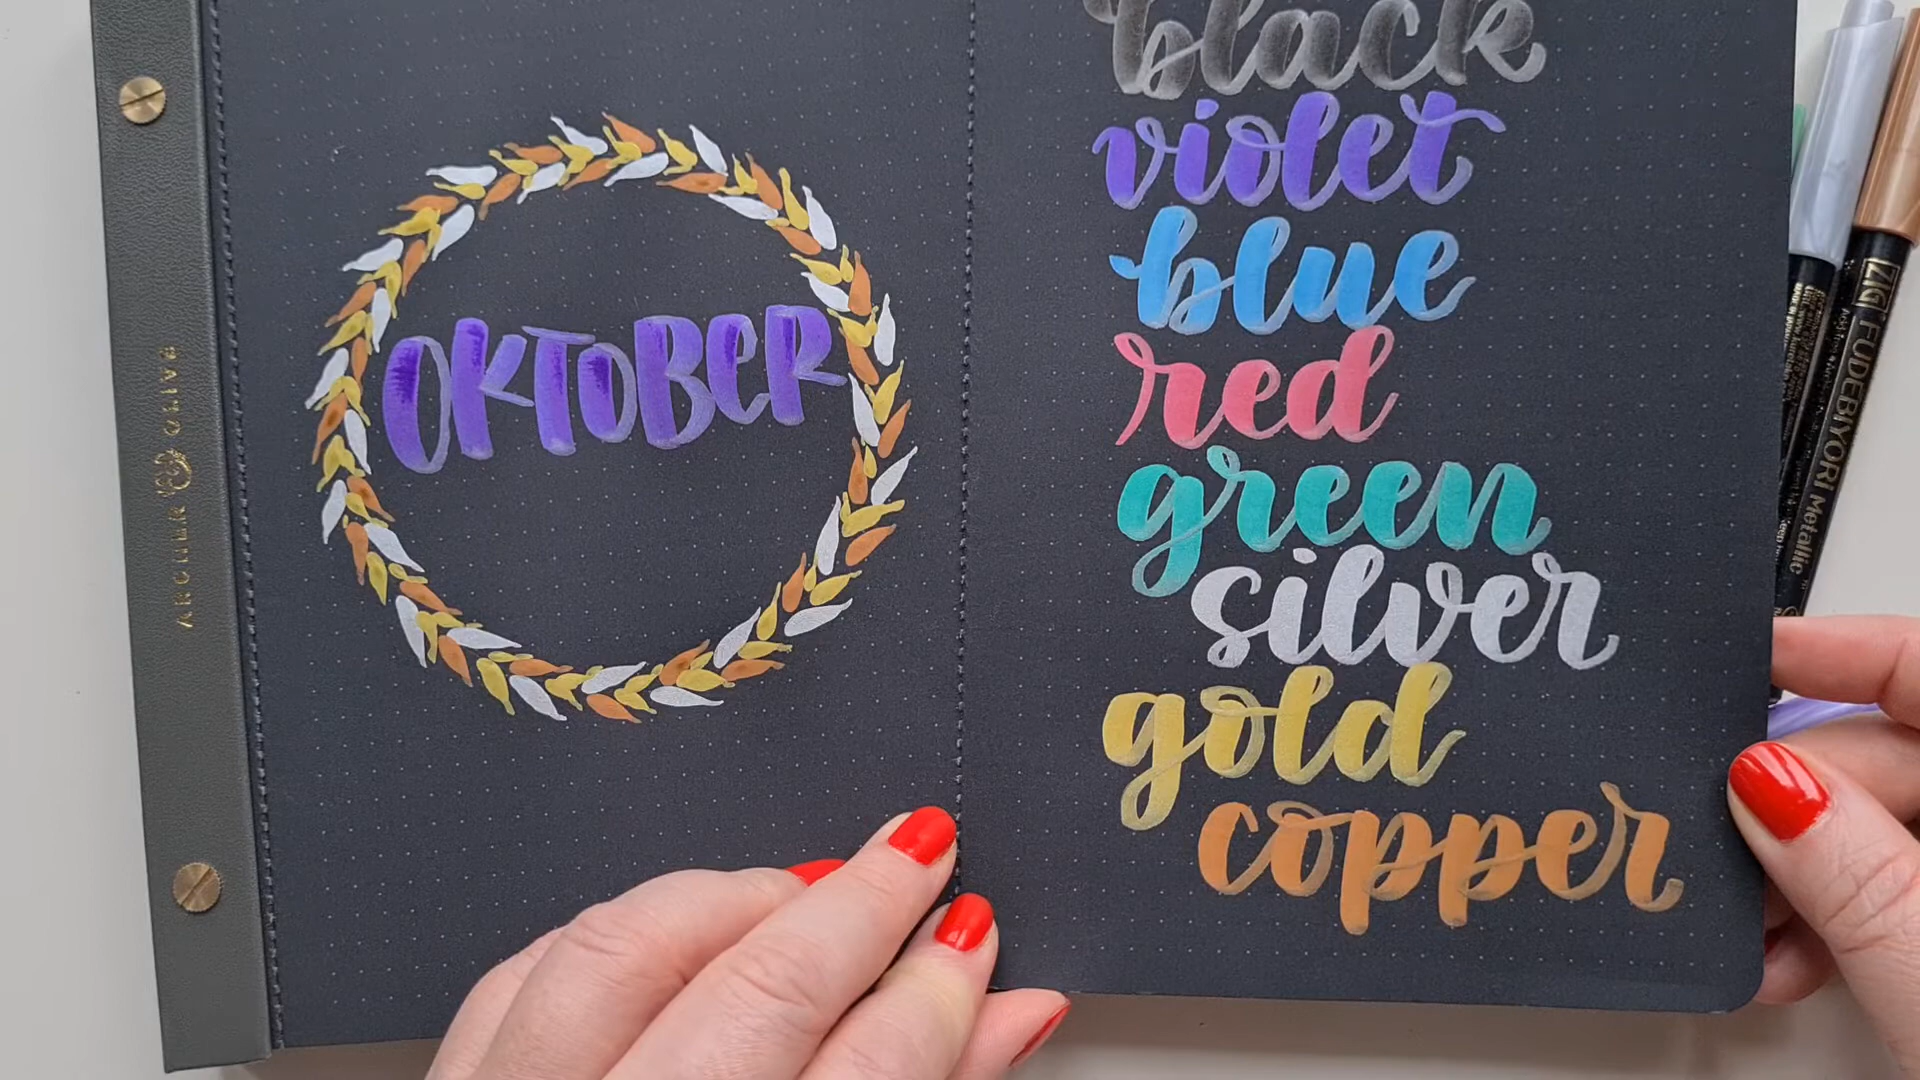 ARCHER & OLIVE
OKTOBER
black
violet
blue
red
green
silver
gold
copper
ZIG FUDEBIYORI Metallic